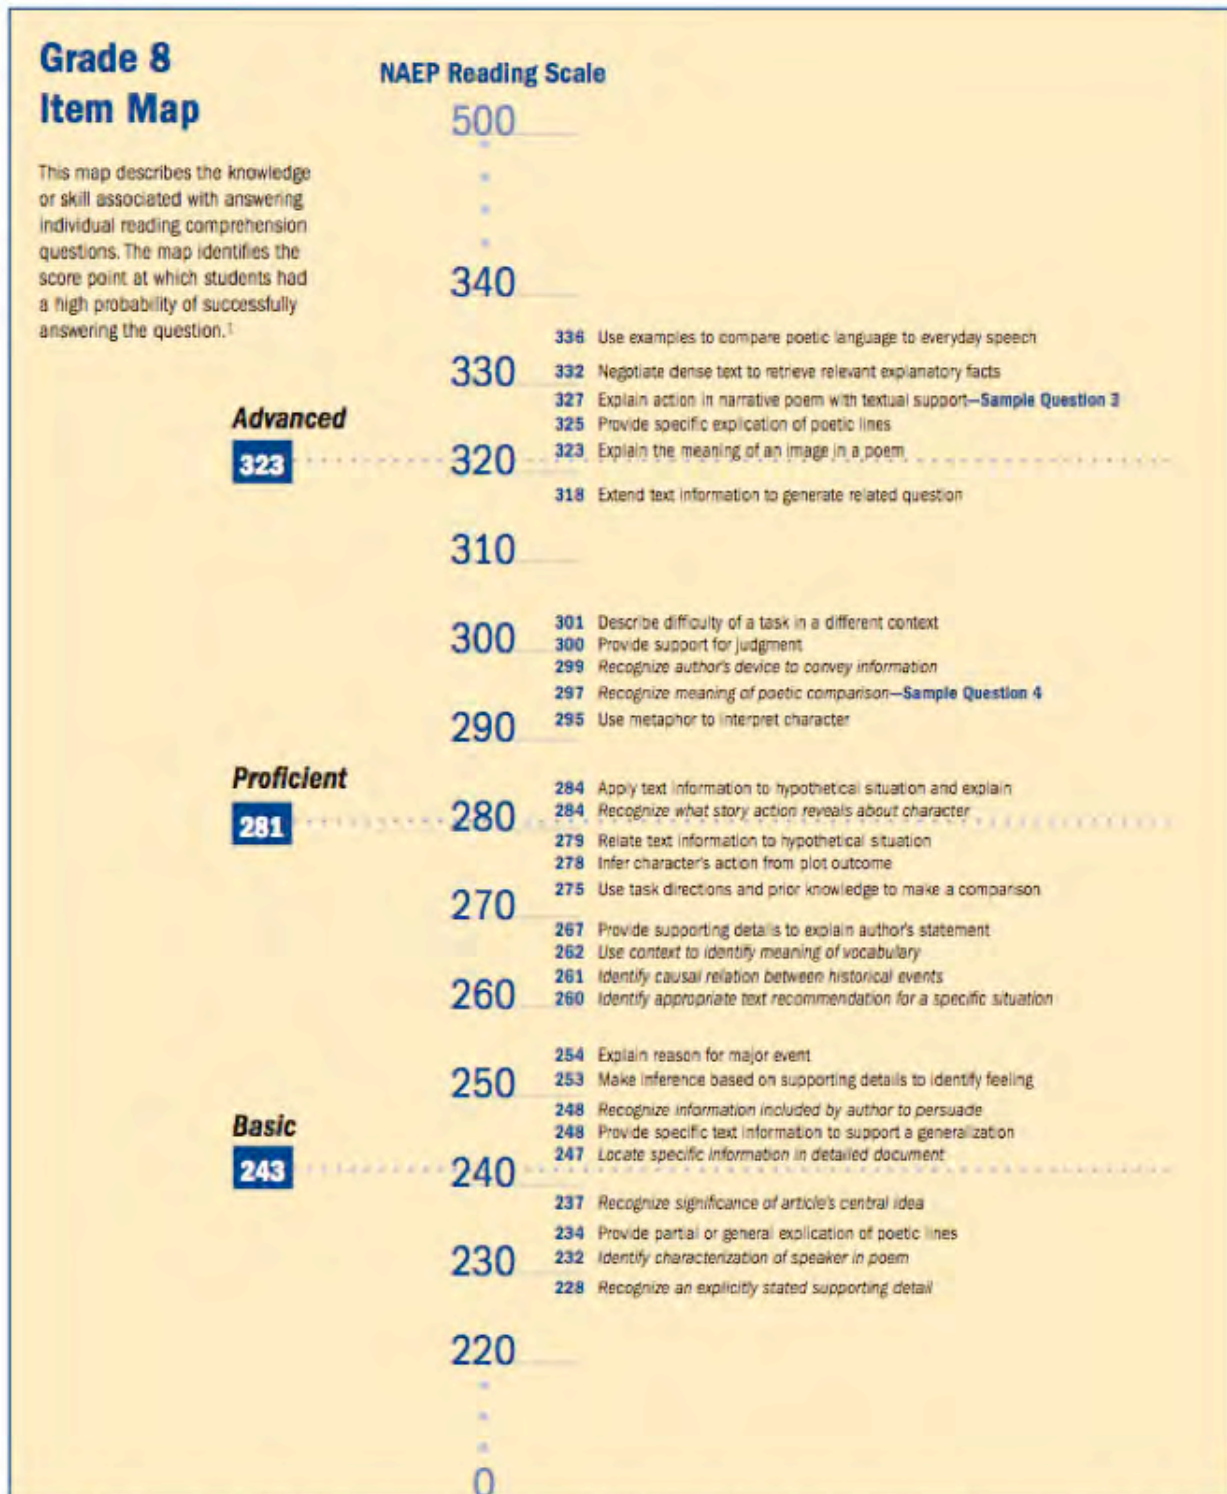 Grade 8
Item Map
NAEP Reading Scale
500
This map describes the knowledge
or skill associated with answering
individual reading comprehension
questions. The map identifies the
score point at which students had
a high probability of successfully
answering the question.1
340
336 Use examples to compare poetic language to everyday speech
330
332 Negotiate dense text to retrieve relevant explanatory facts
327 Explain action in narrative poem with textual support—Sample Question 3
Advanced
325 Provide specific explication of poetic lines
323
320
323 Explain the meaning of an image in a poem
318 Extend text information to generate related question
310
301 Describe difficulty of a task in a different context
300
300 Provide support for judgment
299 Recognize author's device to convey information
297 Recognize meaning of poetic comparison—Sample Question 4
290
295 Use metaphor to interpret character
Proficient
284 Apply text information to hypothetical situation and explain
281
280
284 Recognize what story action reveals about character
279 Relate text information to hypothetical situation
278 Infer character's action from plot outcome
275 Use task directions and prior knowledge to make a comparison
270
267 Provide supporting details to explain author's statement
262 Use context to identify meaning of vocabulary
261 Identify causal relation between historical events
260
260 Identify appropriate text recommendation for a specific situation
254 Explain reason for major event
250
253 Make inference based on supporting details to identify feeling
248 Recognize information included by author to persuade
Basic
248 Provide specific text information to support a generalization
247 Locate specific information in detailed document
243
240
237 Recognize significance of article's central idea
234 Provide partial or general explication of poetic lines
230
232 Identify characterization of speaker in poem
228 Recognize an explicitly stated supporting detail
220
0